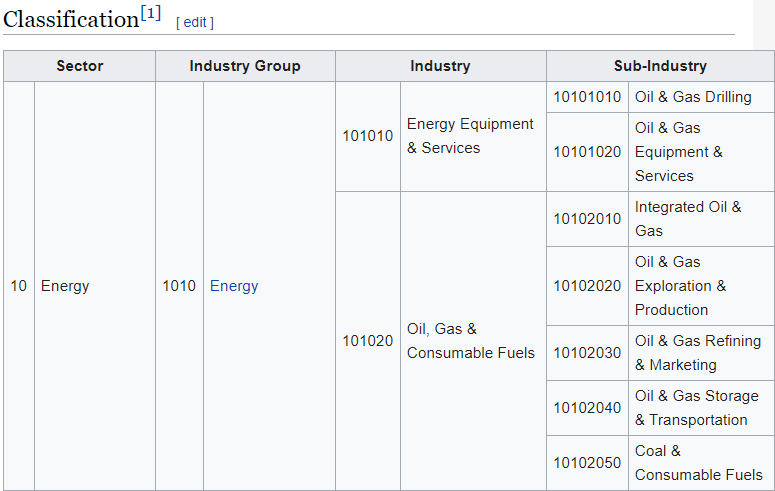 Classification[1] [ edit ]
Sector Industry Group Industry Sub-Industry
10 Energy 1010 Energy
101010 Energy Equipment
& Services
10101010 Oil & Gas Drilling
10101020 Oil & Gas
Equipment &
Services
101020 Oil, Gas &
Consumable Fuels
10102010 Integrated Oil &
Gas
10102020 Oil & Gas
Exploration &
Production
10102030 Oil & Gas Refining
& Marketing
10102040 Oil & Gas Storage
& Transportation
10102050 Coal &
Consumable Fuels